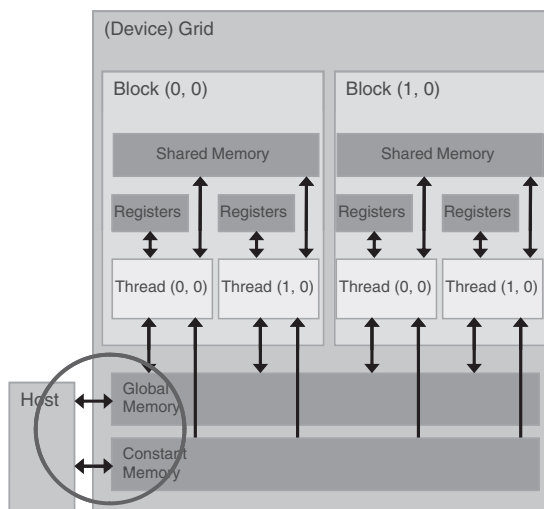 (Device) Grid
Block (0, 0)
Block (1, 0)
Shared Memory
Shared Memory
Registers
Registers
Registers
Registers
Thread (0, 0)
Thread (1, 0)
Thread (0, 0)
Thread (1, 0)
Host
Global
Memory
Constant
Memory